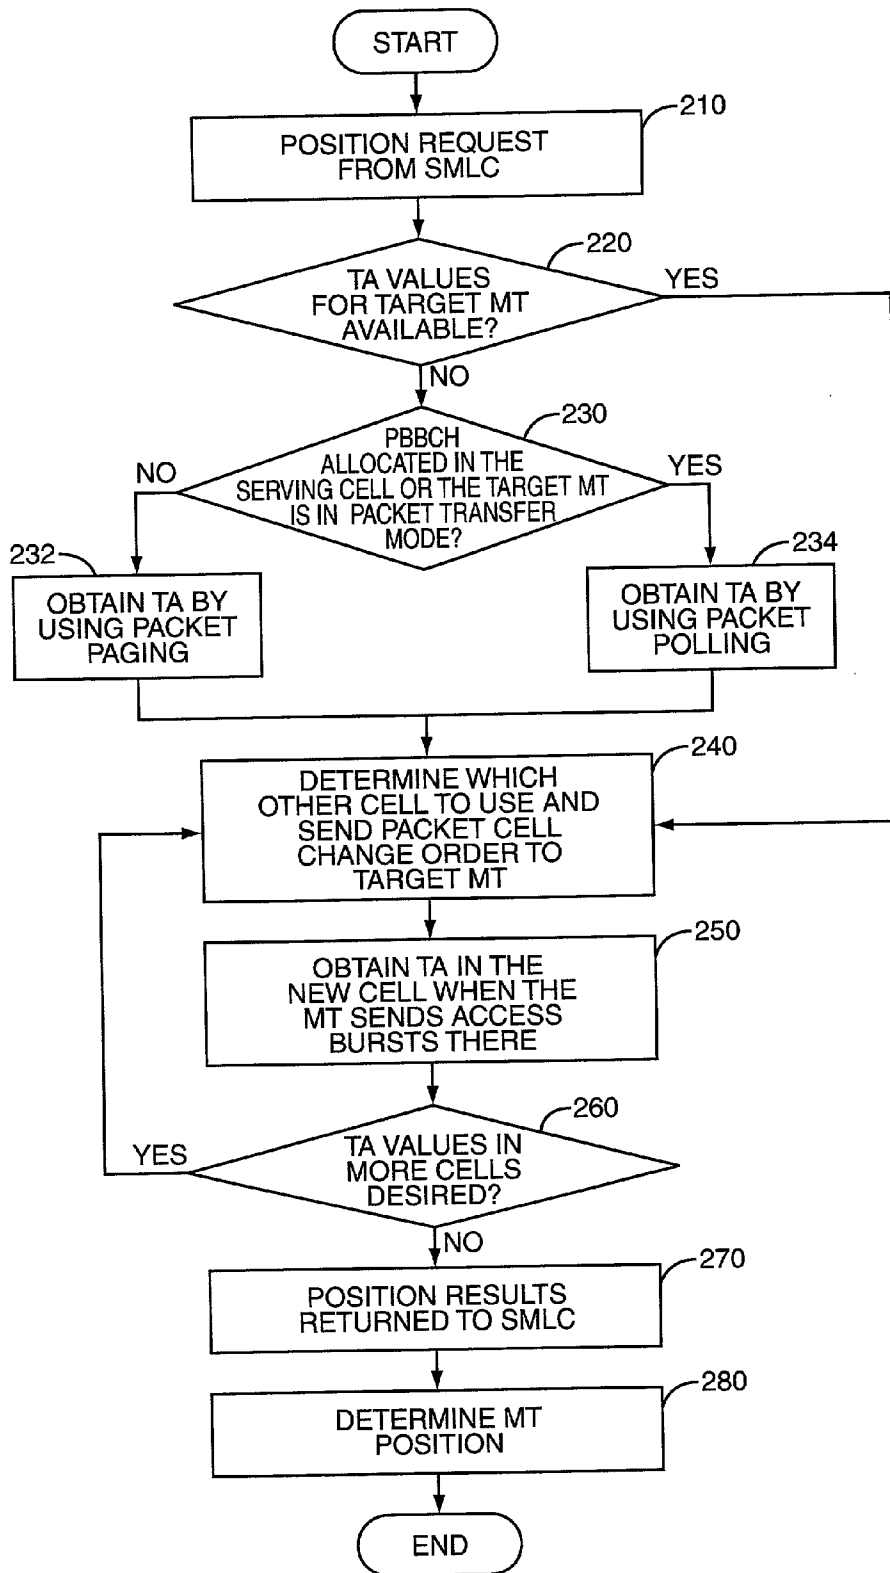 START
210
POSITION REQUEST
FROM SMLC
220
TA VALUES
FOR TARGET MT
AVAILABLE?
YES
NO
230
PBBCH
ALLOCATED IN THE
SERVING CELL OR THE TARGET MT
IS IN PACKET TRANSFER
MODE?
NO
YES
232
OBTAIN TA BY
USING PACKET
PAGING
234
OBTAIN TA BY
USING PACKET
POLLING
240
DETERMINE WHICH
OTHER CELL TO USE AND
SEND PACKET CELL
CHANGE ORDER TO
TARGET MT
250
OBTAIN TA IN THE
NEW CELL WHEN THE
MT SENDS ACCESS
BURSTS THERE
260
TA VALUES IN
MORE CELLS
DESIRED?
YES
NO
270
POSITION RESULTS
RETURNED TO SMLC
280
DETERMINE MT
POSITION
END